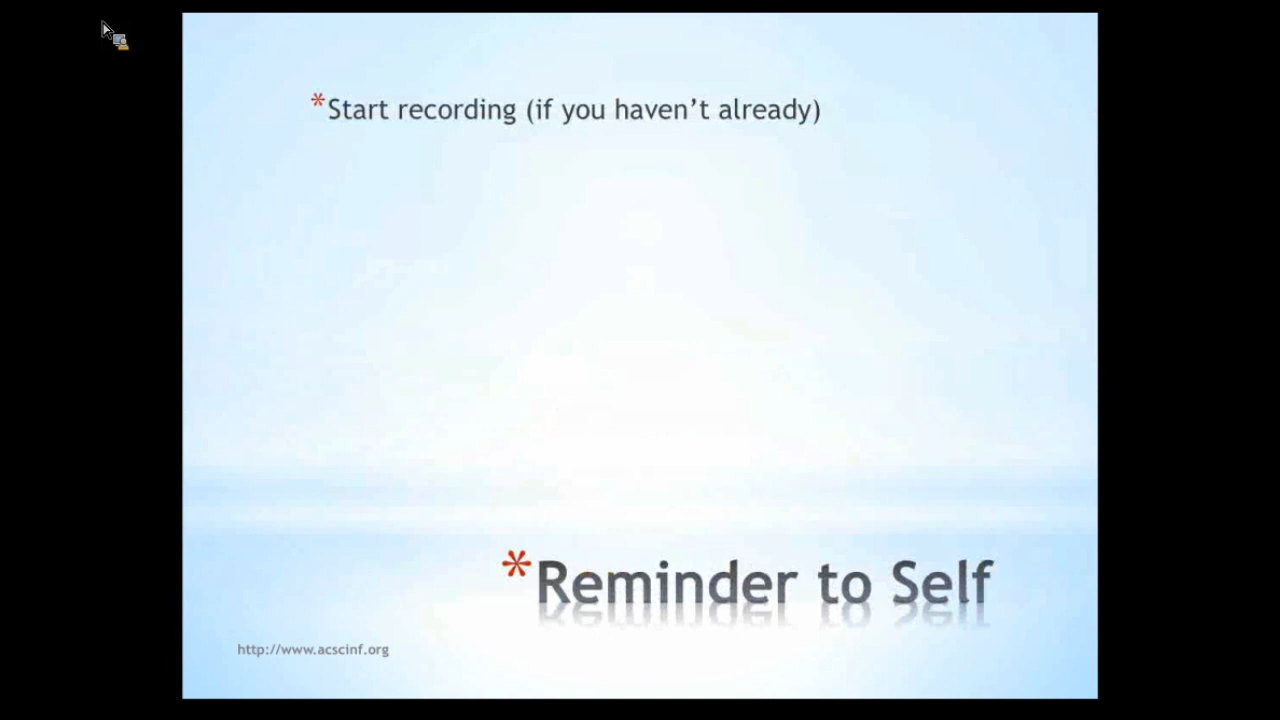 *Start recording (if you haven’t already)
*Reminder to Self
http://www.acscinf.org